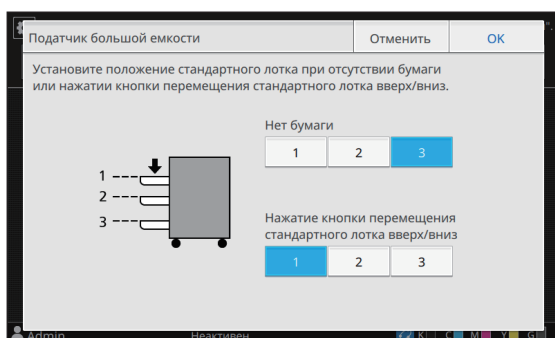 Податчик большой емкости
Отменить
OK
Установите положение стандартного лотка при отсутствии бумаги
или нажатии кнопки перемещения стандартного лотка вверх/вниз.
Нет бумаги
1 2 3
1
2
3
Нажатие кнопки перемещения
стандартного лотка вверх/вниз
1 2 3
Admin Неактивен K C M Y G